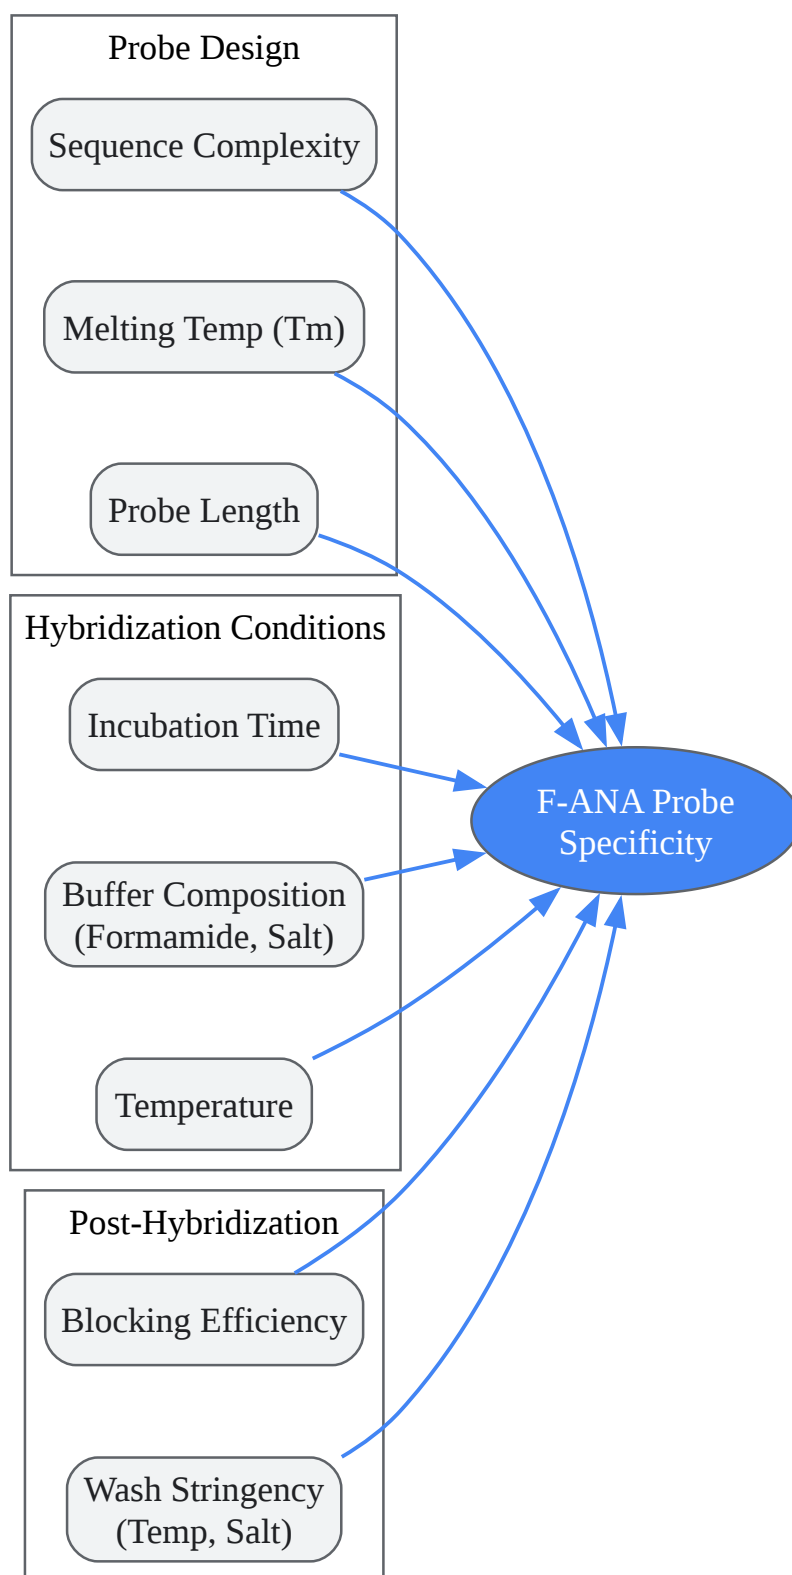 Probe Design
Sequence Complexity
Melting Temp (Tm)
Probe Length
Hybridization Conditions
Incubation Time
Buffer Composition
(Formamide, Salt)
Temperature
Post-Hybridization
Blocking Efficiency
Wash Stringency
(Temp, Salt)
F-ANA Probe
Specificity